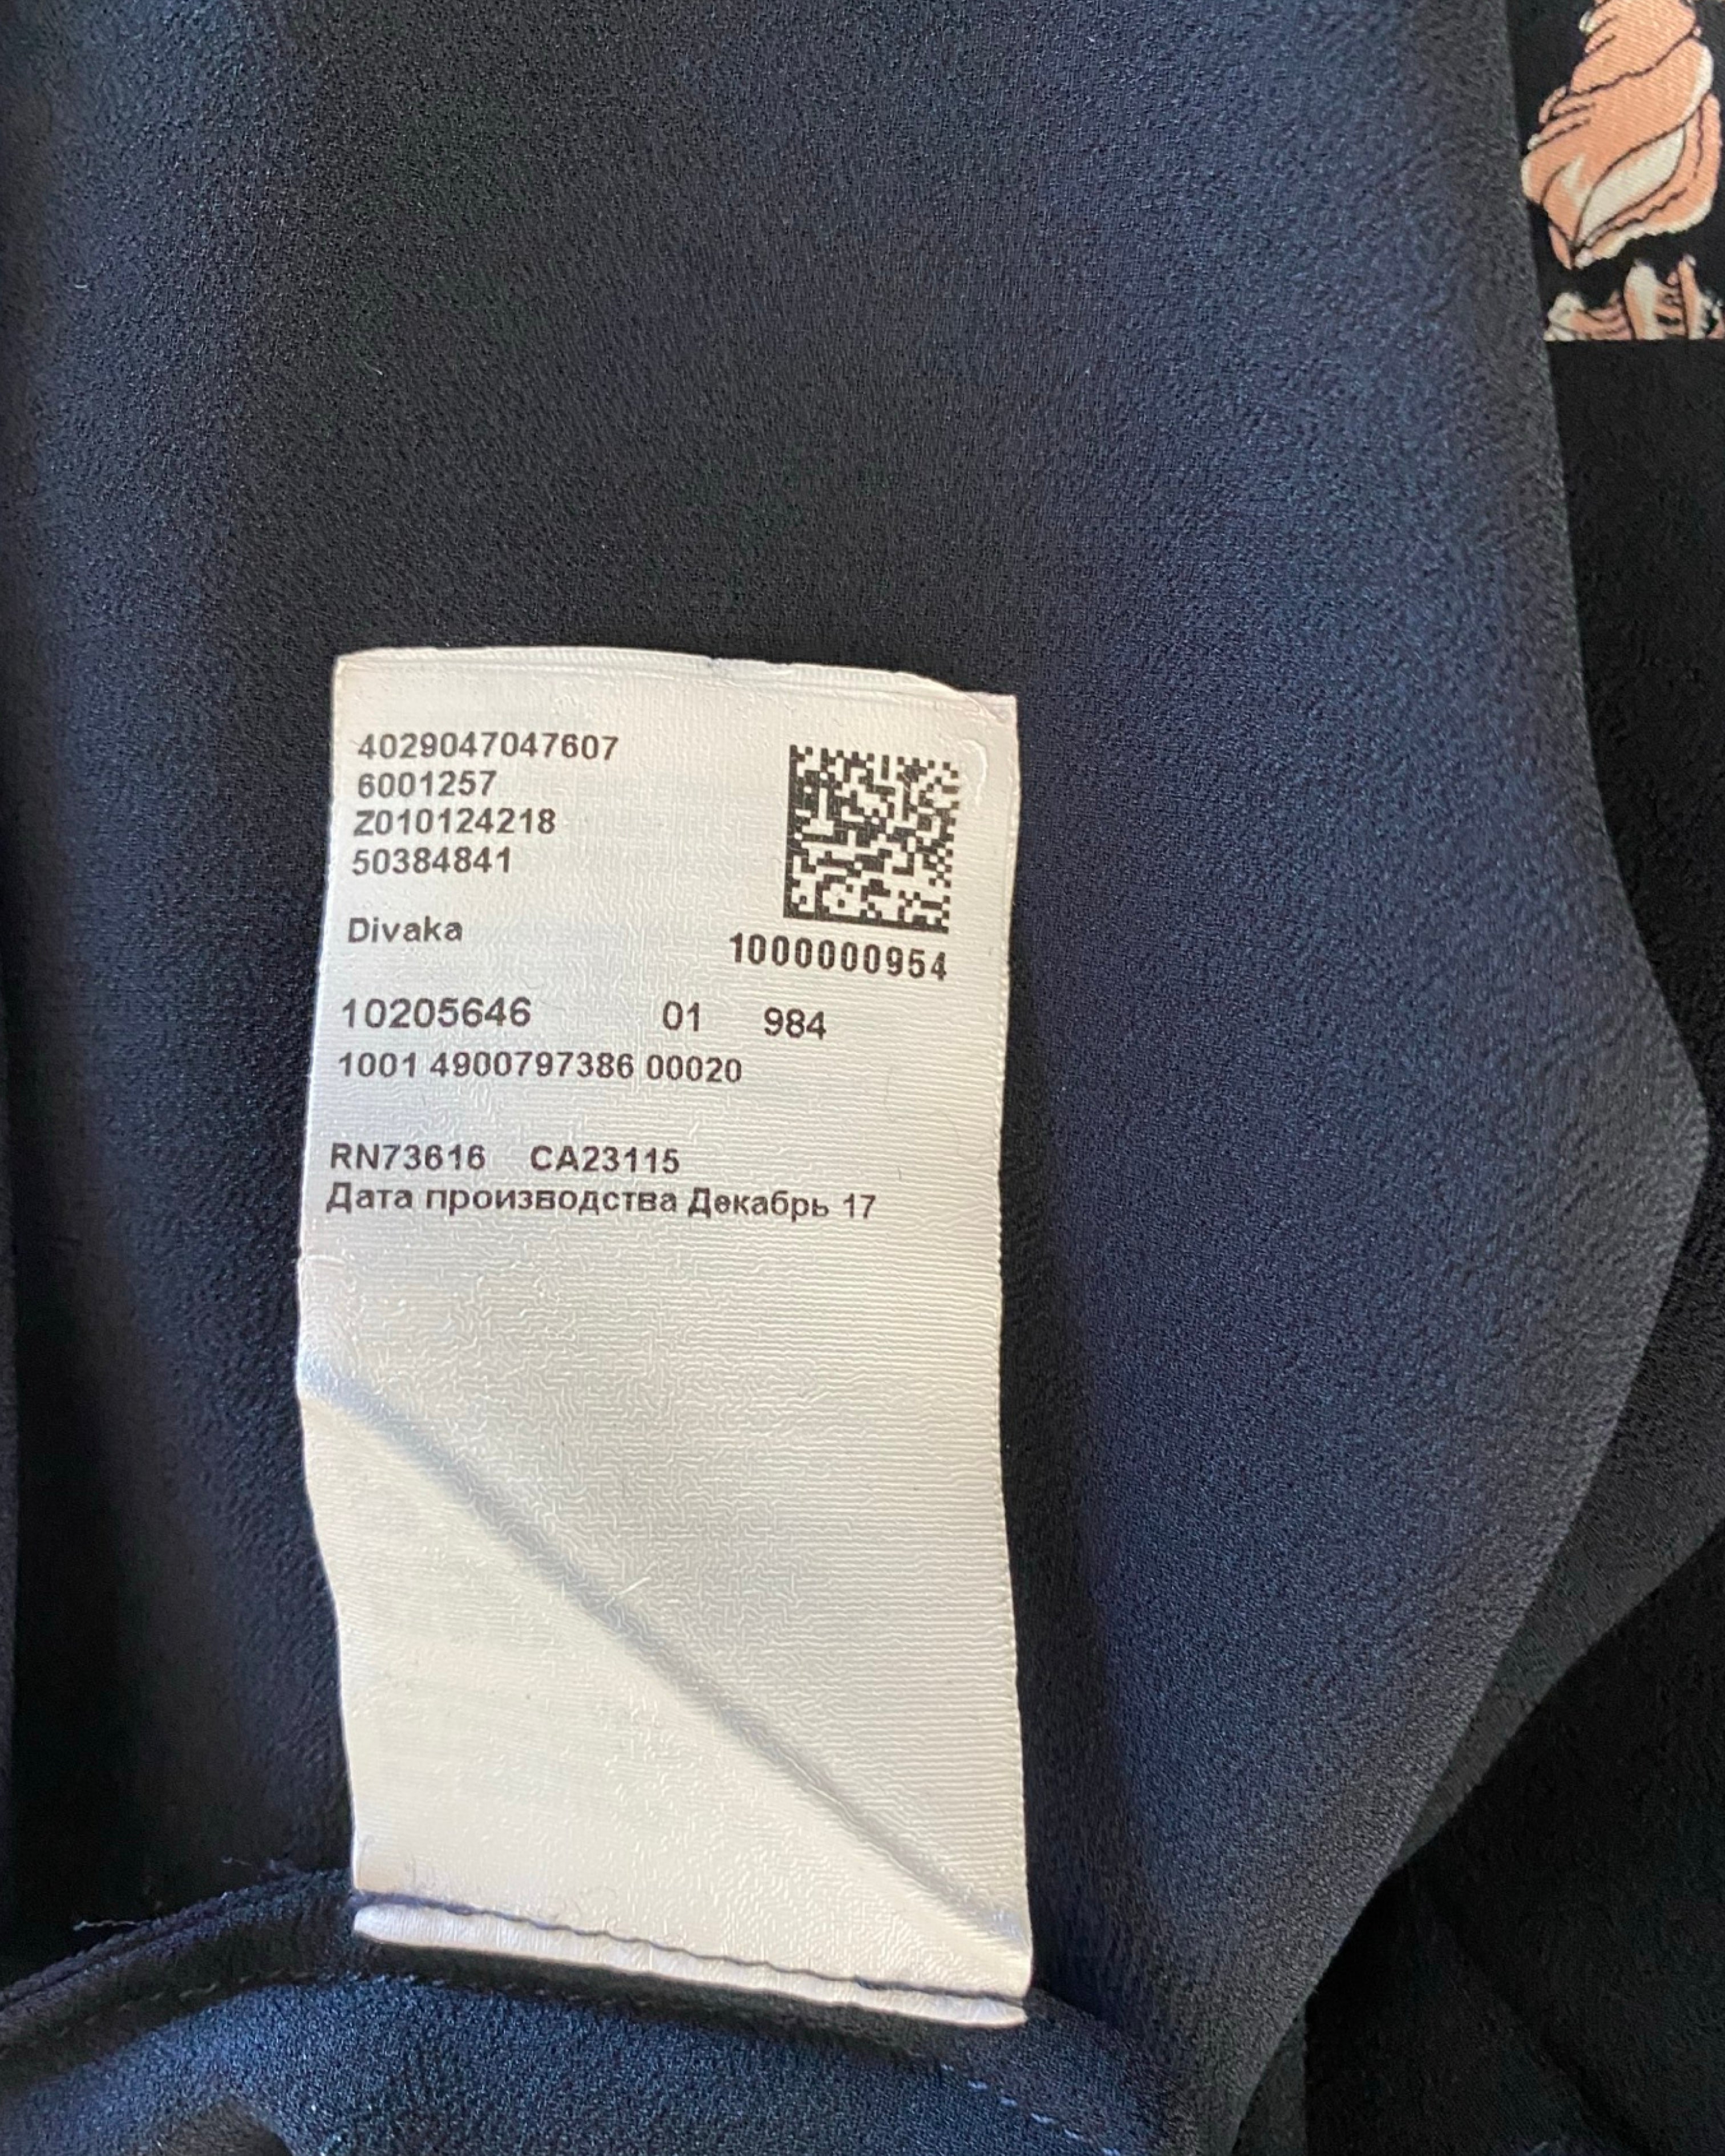 4029047047607
6001257
Z010124218
50384841
Divaka
1000000954
10205646 01 984
1001 4900797386 00020
RN73616 CA23115
Дата производства Декабрь 17